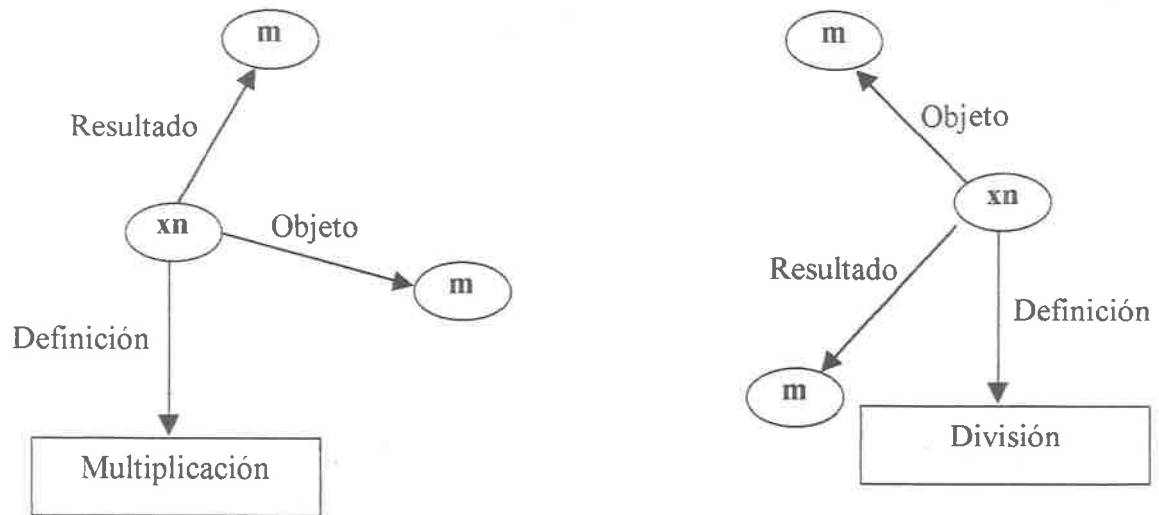 m
Resultado
xn
Objeto
m
Definición
Multiplicación
m
Objeto
xn
Resultado
Definición
m
División